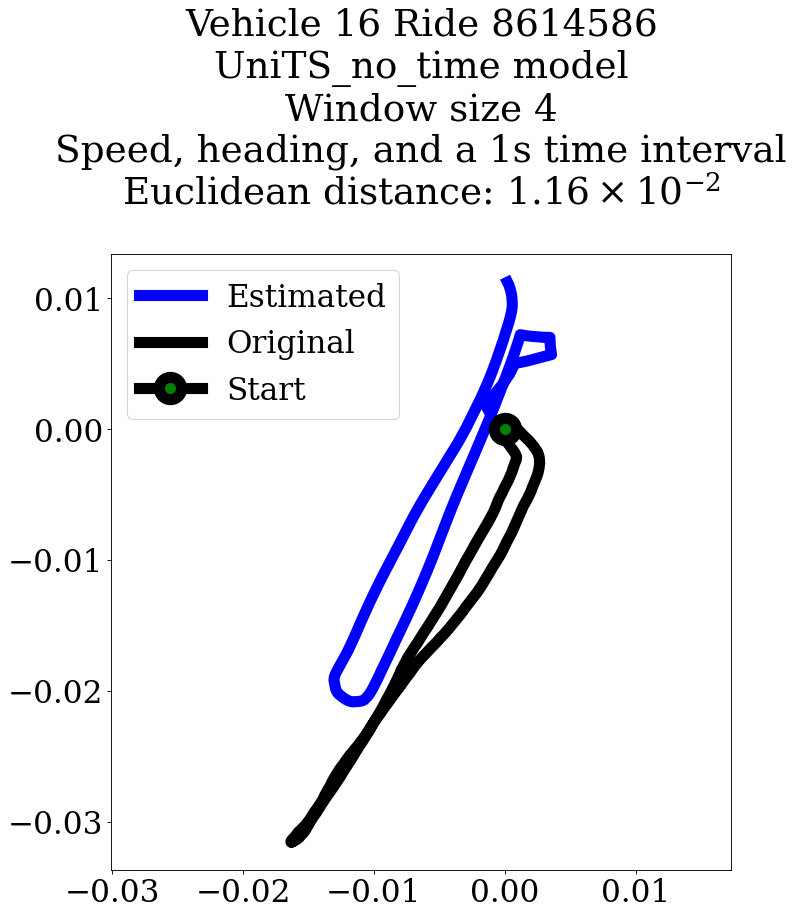 Vehicle 16 Ride 8614586
UniTS_no_time model
Window size 4
Speed, heading, and a 1s time interval
Euclidean distance: 1.16 × 10⁻²
Estimated
Original
Start
0.01
0.00
−0.01
−0.02
−0.03
−0.03
−0.02
−0.01
0.00
0.01